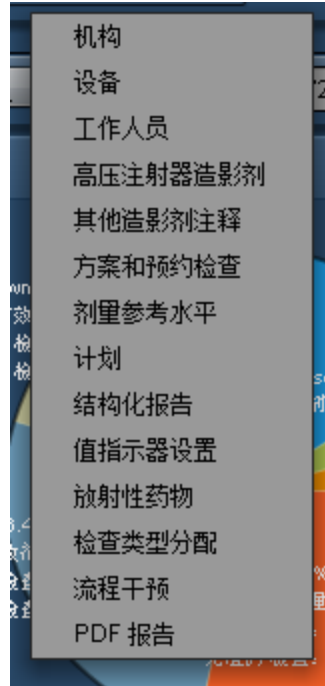 机构
设备
工作人员
高压注射器造影剂
其他造影剂注释
方案和预约检查
剂量参考水平
计划
结构化报告
值指示器设置
放射性药物
检查类型分配
流程干预
PDF 报告